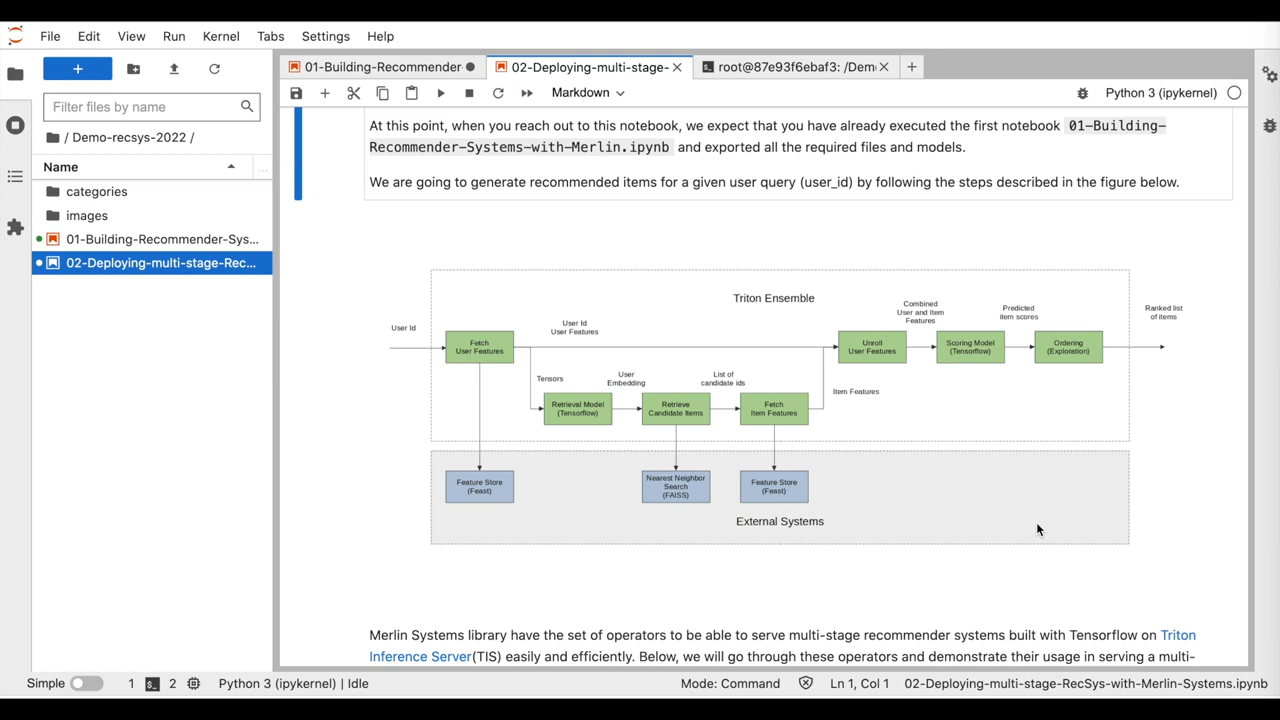 File Edit View Run Kernel Tabs Settings Help
01-Building-Recommender
02-Deploying-multi-stage-
root@87e93f6ebaf3: /Dem
Filter files by name
Markdown
Python 3 (ipykernel)
/ Demo-recsys-2022 /
Name
categories
images
01-Building-Recommender-Sys...
02-Deploying-multi-stage-Rec...
At this point, when you reach out to this notebook, we expect that you have already executed the first notebook 01-Building-
Recommender-Systems-with-Merlin.ipynb and exported all the required files and models.
We are going to generate recommended items for a given user query (user_id) by following the steps described in the figure below.
Triton Ensemble
User Id
Fetch
User Features
User Id
User Features
Unroll
User Features
Combined
User and Item
Features
Scoring Model
(Tensorflow)
Predicted
item scores
Ordering
(Exploration)
Ranked list
of items
Tensors
Retrieval Model
(Tensorflow)
User
Embedding
Retrieve
Candidate Items
List of
candidate ids
Fetch
Item Features
Item Features
Feature Store
(Feast)
Nearest Neighbor
Search
(FAISS)
Feature Store
(Feast)
External Systems
Merlin Systems library have the set of operators to be able to serve multi-stage recommender systems built with Tensorflow on Triton
Inference Server(TIS) easily and efficiently. Below, we will go through these operators and demonstrate their usage in serving a multi-
Simple 1 2 Python 3 (ipykernel) | Idle
Mode: Command Ln 1, Col 1 02-Deploying-multi-stage-RecSys-with-Merlin-Systems.ipynb